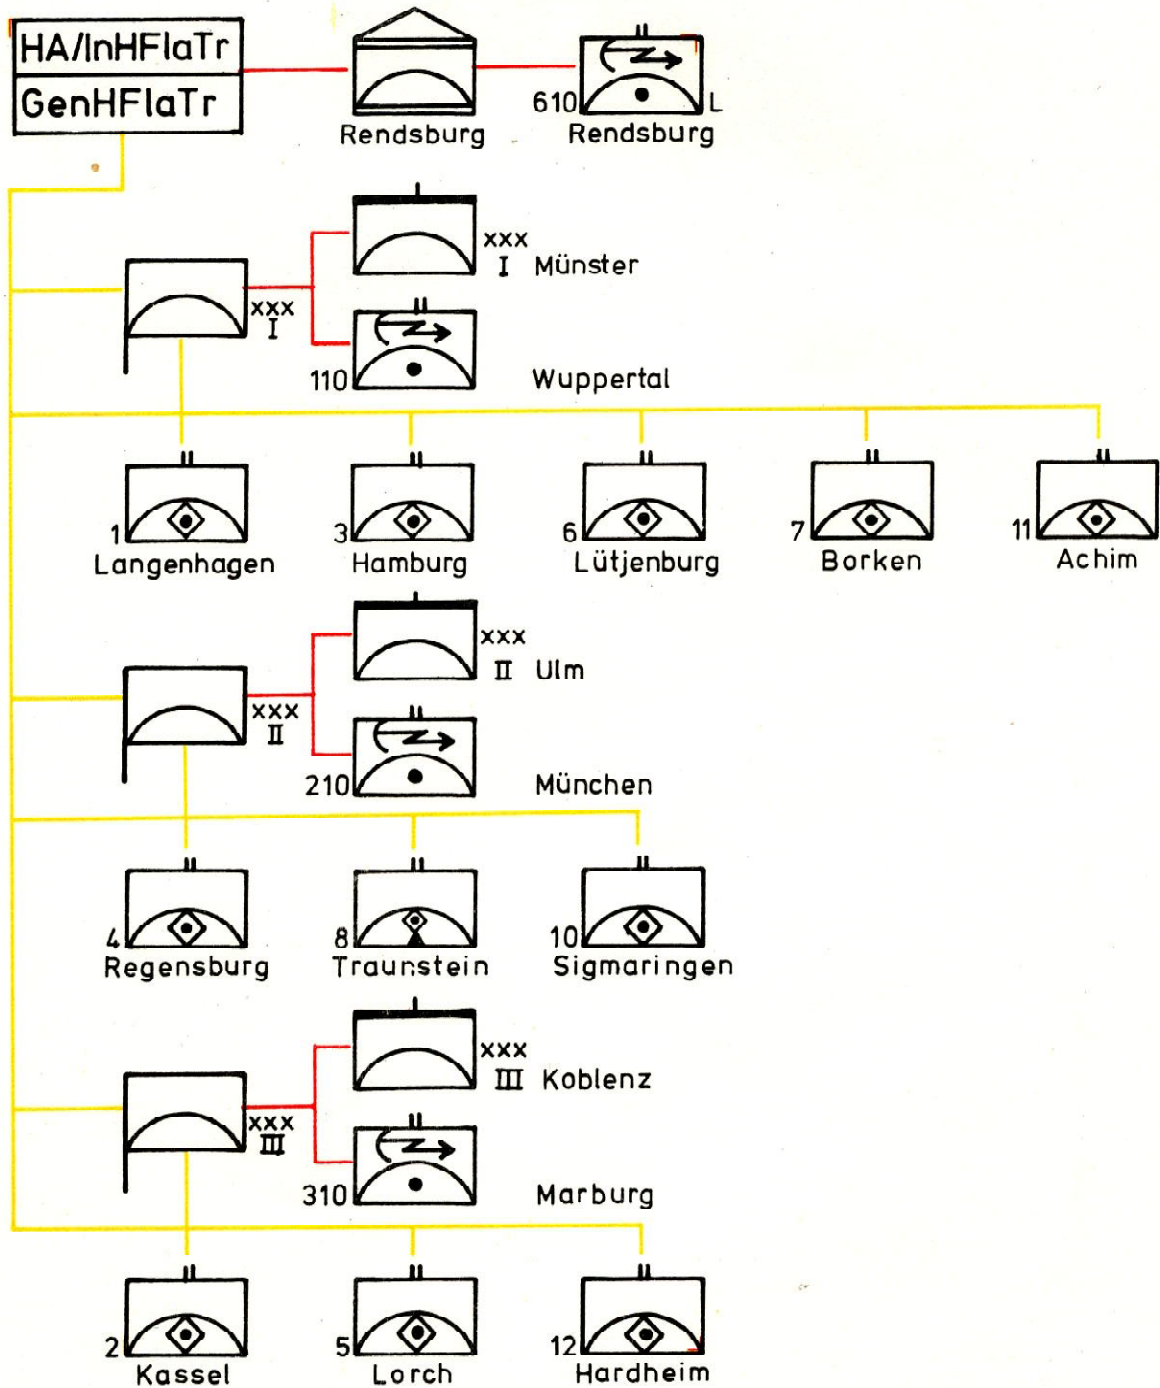 HA/InHFlaTr
GenHFlaTr
Rendsburg
610 L
Rendsburg
xxx
I Münster
xxx
I
110
Wuppertal
1 3 6 7 11
Langenhagen Hamburg Lütjenburg Borken Achim
xxx
II Ulm
xxx
II
210 München
4 8 10
Regensburg Traunstein Sigmaringen
xxx
III Koblenz
xxx
III
310 Marburg
2 5 12
Kassel Lorch Hardheim